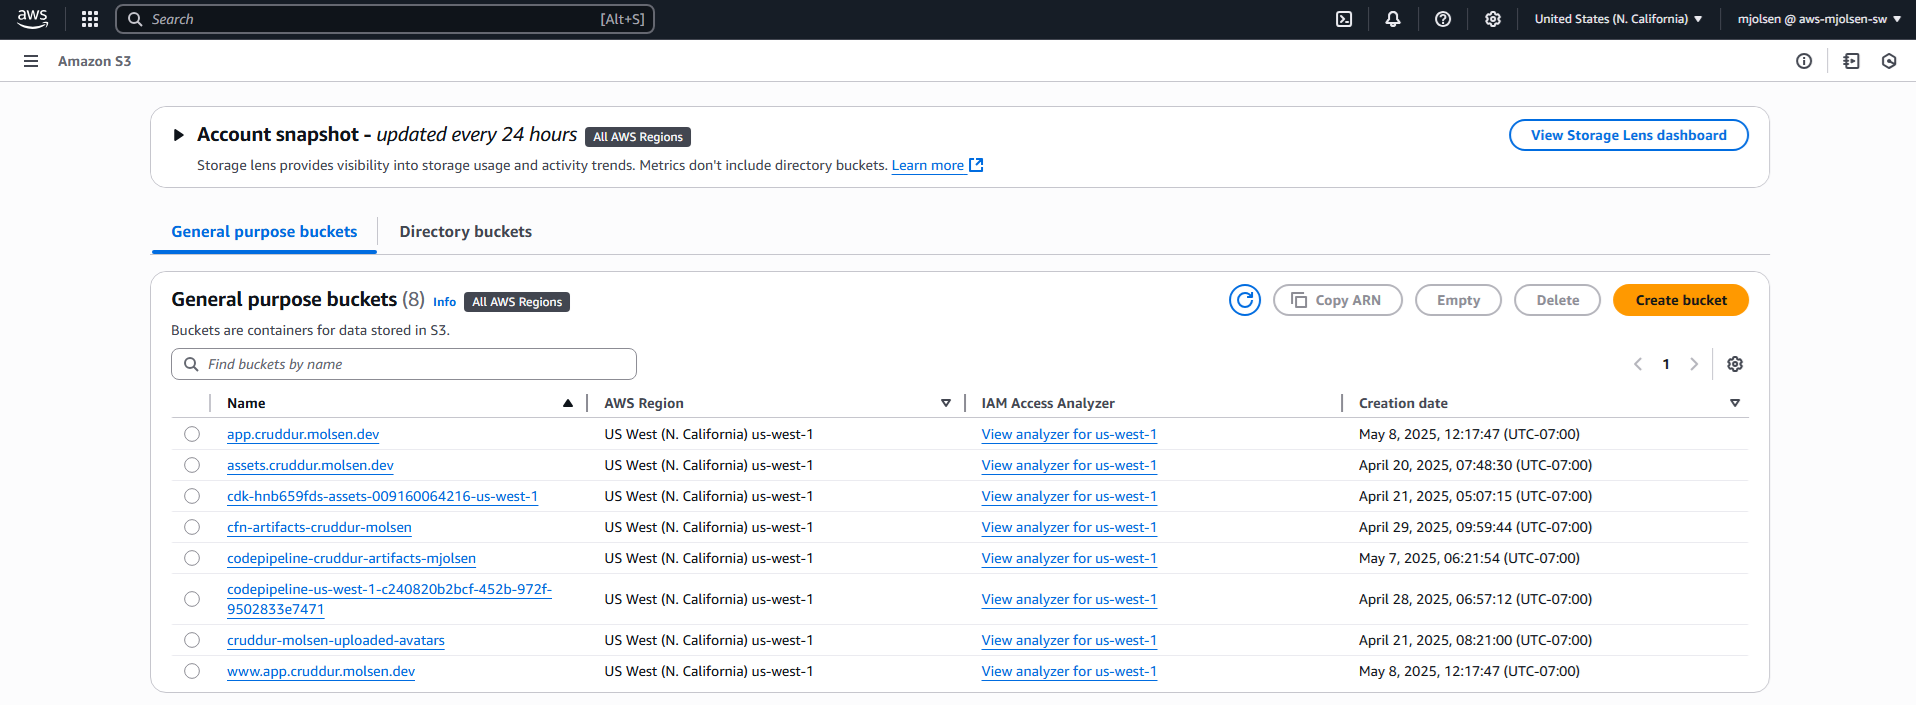 aws
Search [Alt+S]
United States (N. California) mjolsen @ aws-mjolsen-sw
Amazon S3
Account snapshot - updated every 24 hours All AWS Regions
View Storage Lens dashboard
Storage lens provides visibility into storage usage and activity trends. Metrics don't include directory buckets. Learn more
General purpose buckets Directory buckets
General purpose buckets (8) Info All AWS Regions
Copy ARN Empty Delete Create bucket
Buckets are containers for data stored in S3.
Find buckets by name
1
Name AWS Region IAM Access Analyzer Creation date
app.cruddur.molsen.dev US West (N. California) us-west-1 View analyzer for us-west-1 May 8, 2025, 12:17:47 (UTC-07:00)
assets.cruddur.molsen.dev US West (N. California) us-west-1 View analyzer for us-west-1 April 20, 2025, 07:48:30 (UTC-07:00)
cdk-hnb659fds-assets-009160064216-us-west-1 US West (N. California) us-west-1 View analyzer for us-west-1 April 21, 2025, 05:07:15 (UTC-07:00)
cfn-artifacts-cruddur-molsen US West (N. California) us-west-1 View analyzer for us-west-1 April 29, 2025, 09:59:44 (UTC-07:00)
codepipeline-cruddur-artifacts-mjolsen US West (N. California) us-west-1 View analyzer for us-west-1 May 7, 2025, 06:21:54 (UTC-07:00)
codepipeline-us-west-1-c240820b2bcf-452b-972f-
9502833e7471 US West (N. California) us-west-1 View analyzer for us-west-1 April 28, 2025, 06:57:12 (UTC-07:00)
cruddur-molsen-uploaded-avatars US West (N. California) us-west-1 View analyzer for us-west-1 April 21, 2025, 08:21:00 (UTC-07:00)
www.app.cruddur.molsen.dev US West (N. California) us-west-1 View analyzer for us-west-1 May 8, 2025, 12:17:47 (UTC-07:00)